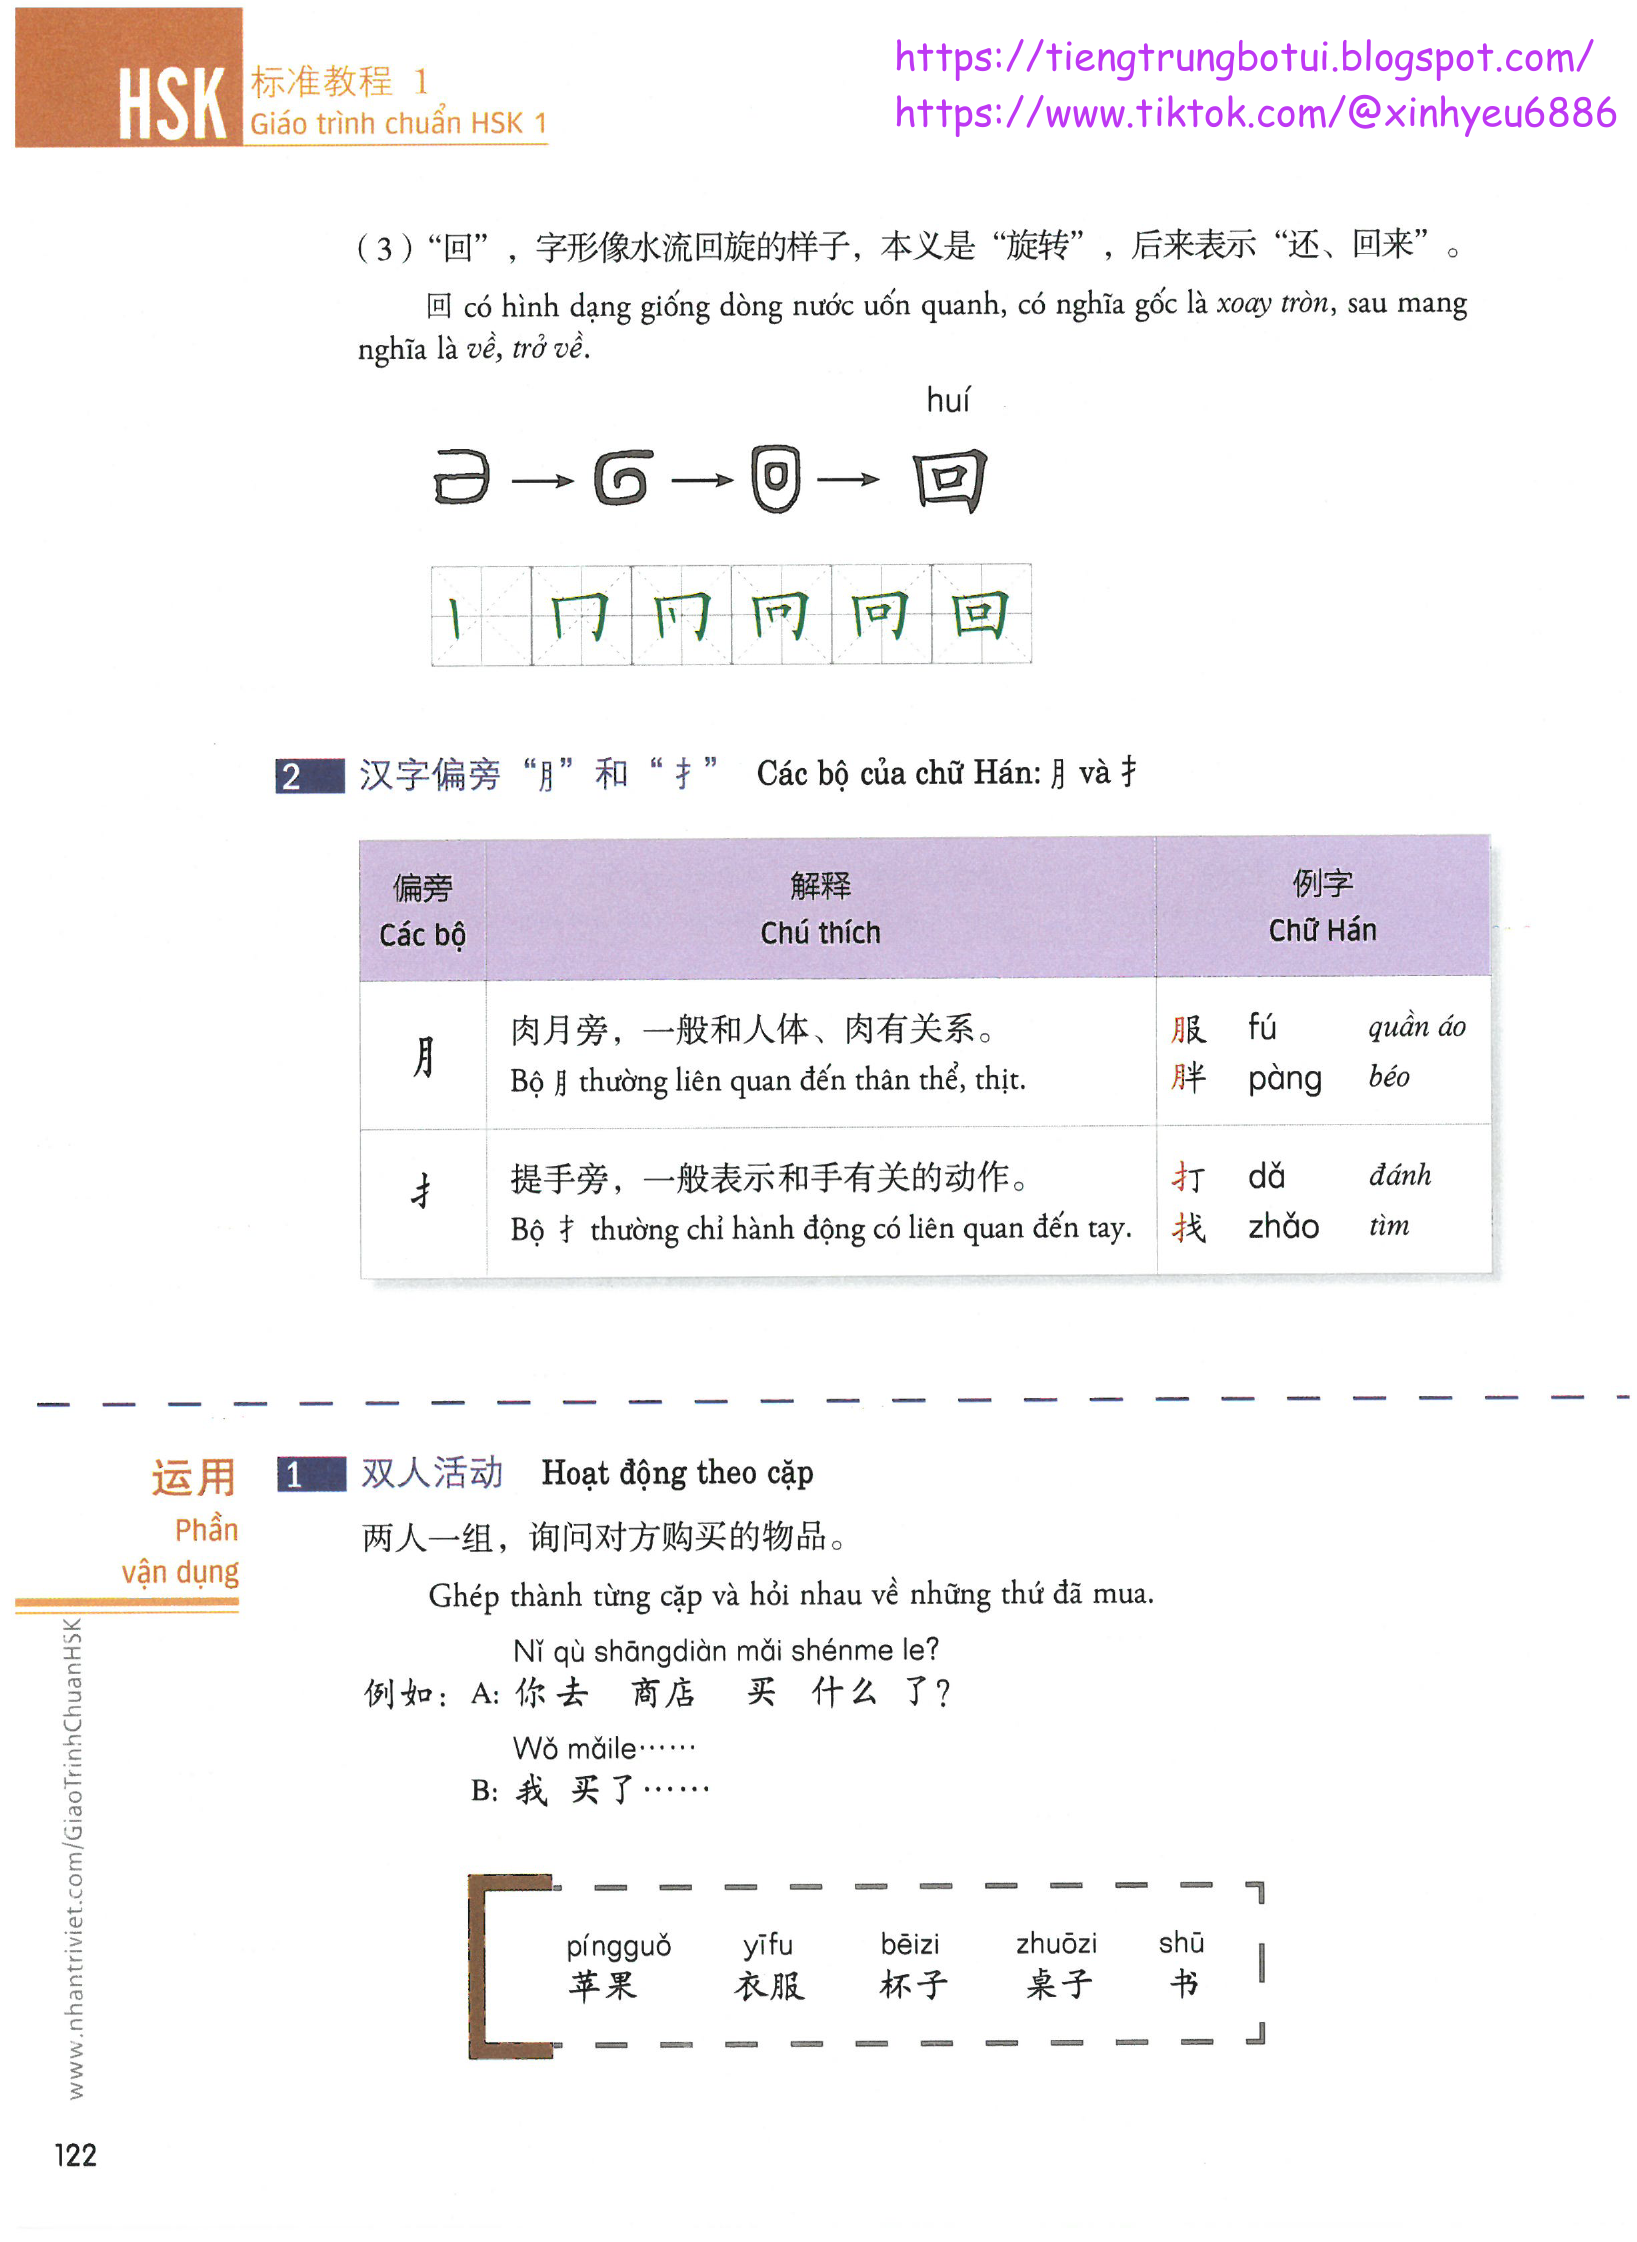 https://tiengtrungbotui.blogspot.com/
https://www.tiktok.com/@xinhyeu6886
HSK 标准教程 1
Giáo trình chuẩn HSK 1
（3）“回”，字形像水流回旋的样子，本义是“旋转”，后来表示“还、回来”。
回 có hình dạng giống dòng nước uốn quanh, có nghĩa gốc là xoay tròn, sau mang
nghĩa là về, trở về.
huí
回
2 汉字偏旁“⺼”和“扌” Các bộ của chữ Hán: ⺼ và 扌
偏旁 解释 例字
Các bộ Chú thích Chữ Hán
⺼
肉月旁，一般和人体、肉有关系。
Bộ ⺼ thường liên quan đến thân thể, thịt.
服 fú quần áo
胖 pàng béo
扌
提手旁，一般表示和手有关的动作。
Bộ 扌 thường chỉ hành động có liên quan đến tay.
打 dǎ đánh
找 zhǎo tìm
运用
Phần
vận dụng
1 双人活动 Hoạt động theo cặp
两人一组，询问对方购买的物品。
Ghép thành từng cặp và hỏi nhau về những thứ đã mua.
Nǐ qù shāngdiàn mǎi shénme le?
例如：A: 你去 商店 买 什么 了？
Wǒ mǎile……
B: 我 买了……
píngguǒ yīfu bēizi zhuōzi shū
苹果 衣服 杯子 桌子 书
www.nhantriviet.com/GiaoTrinhChuanHSK
122